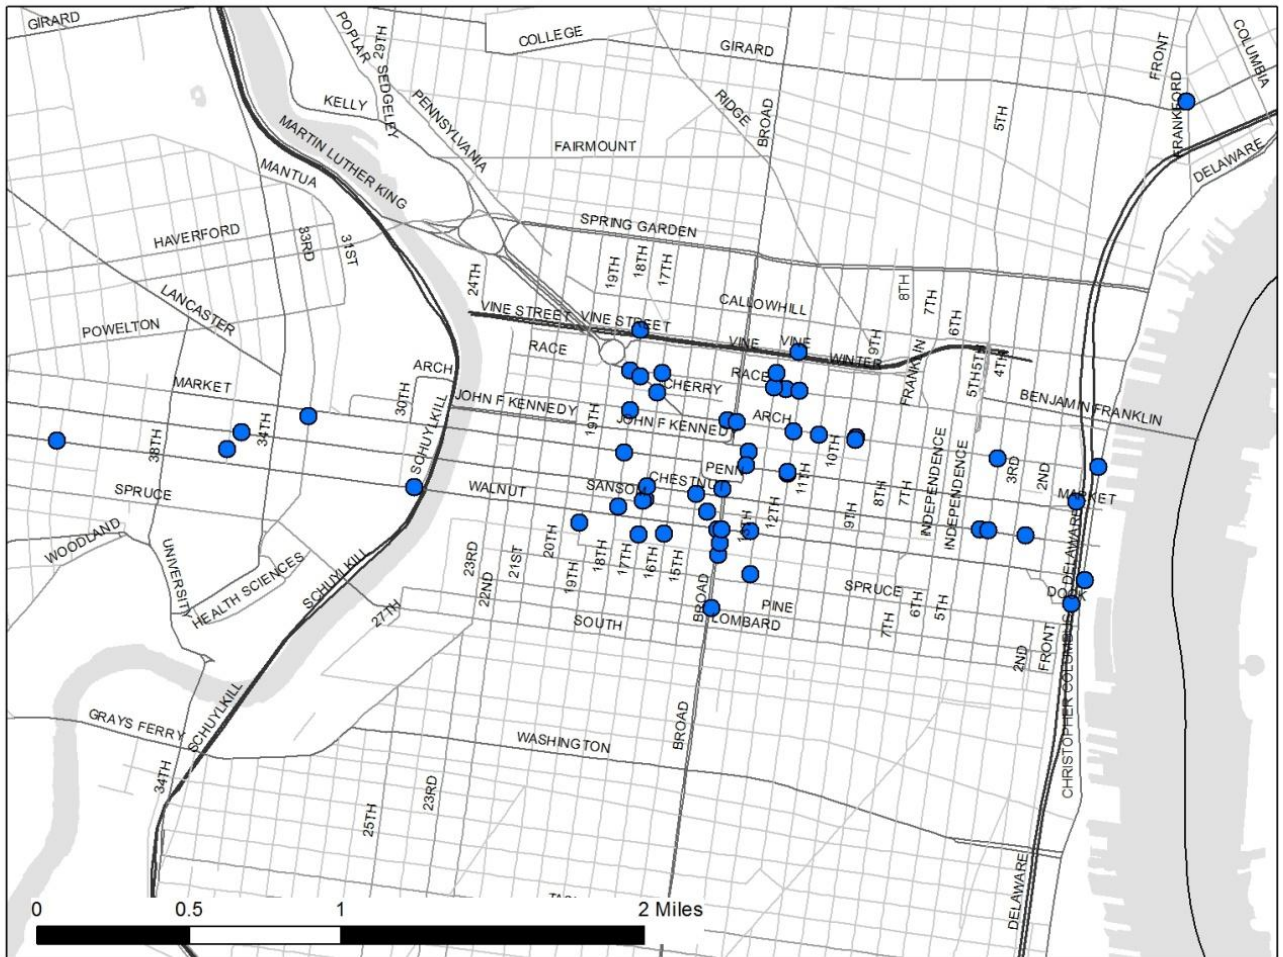 GIRARD
POPLAR
29TH
SEDGELEY
COLLEGE
GIRARD
FRONT
COLUMBIA
KELLY
PENNSYLVANIA
RIDGE
BROAD
5TH
FRANKFORD
DELAWARE
MARTIN LUTHER KING
MANTUA
FAIRMOUNT
HAVERFORD
33RD
31ST
SPRING GARDEN
24TH
19TH
18TH
17TH
8TH
7TH
6TH
LANCASTER
POWELTON
CALLOWHILL
VINE STREET
VINE STREET
VINE
VINE
WINTER
9TH
FRANKLIN
5TH
5TH
4TH
RACE
RACE
ARCH
CHERRY
MARKET
30TH
JOHN F KENNEDY
19TH
JOHN F KENNEDY
ARCH
BENJAMIN FRANKLIN
38TH
34TH
SCHUYLKILL
10TH
INDEPENDENCE
INDEPENDENCE
3RD
2ND
PENN
11TH
SPRUCE
WALNUT
SANSOM
CHESTNUT
12TH
9TH
8TH
7TH
MARKET
WOODLAND
UNIVERSITY
HEALTH SCIENCES
SCHUYLKILL
27TH
23RD
22ND
21ST
20TH
19TH
18TH
17TH
16TH
15TH
13TH
BROAD
SPRUCE
PINE
LOMBARD
SOUTH
7TH
6TH
5TH
DOCK
DELAWARE
2ND
FRONT
CHRISTOPHER COLUMBUS
GRAYS FERRY
SCHUYLKILL
34TH
WASHINGTON
BROAD
25TH
23RD
DELAWARE
0 0.5 1 2 Miles